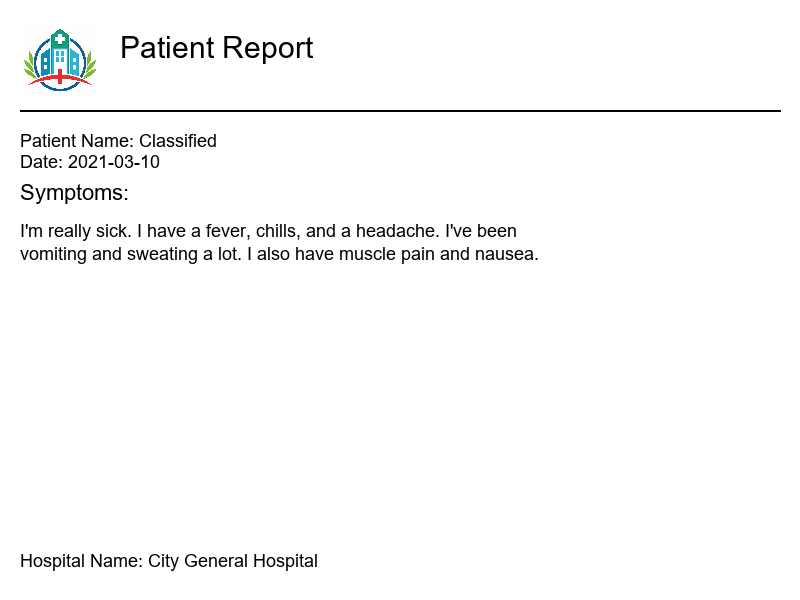 Patient Report
Patient Name: Classified
Date: 2021-03-10
Symptoms:
I'm really sick. I have a fever, chills, and a headache. I've been
vomiting and sweating a lot. I also have muscle pain and nausea.
Hospital Name: City General Hospital